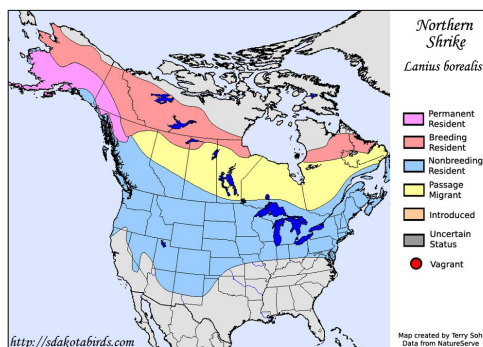 Northern
Shrike
Lanius borealis
Permanent
Resident
Breeding
Resident
Nonbreeding
Resident
Passage
Migrant
Introduced
Uncertain
Status
Vagrant
http://sdakotabirds.com
Map created by Terry Soh
Data from NatureServe